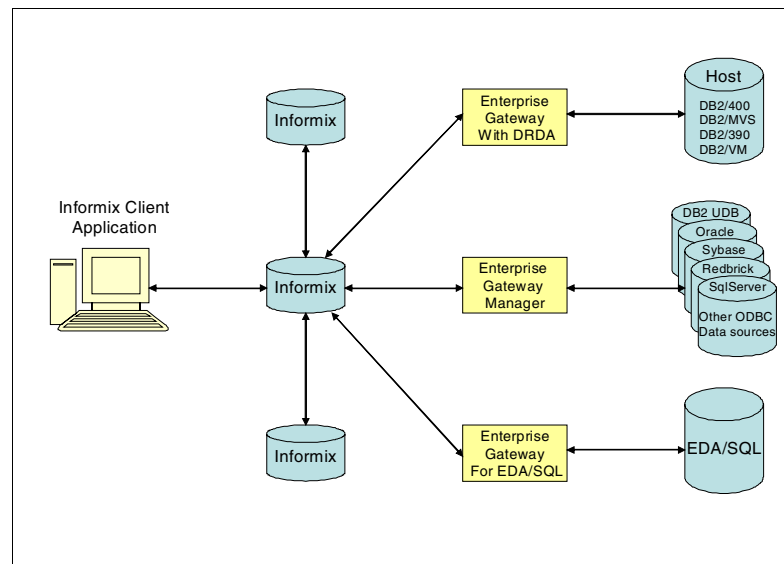 Informix Client
Application
Informix
Informix
Informix
Enterprise
Gateway
With DRDA
Enterprise
Gateway
Manager
Enterprise
Gateway
For EDA/SQL
Host
DB2/400
DB2/MVS
DB2/390
DB2/VM
DB2 UDB
Oracle
Sybase
Redbrick
SqlServer
Other ODBC
Data sources
EDA/SQL